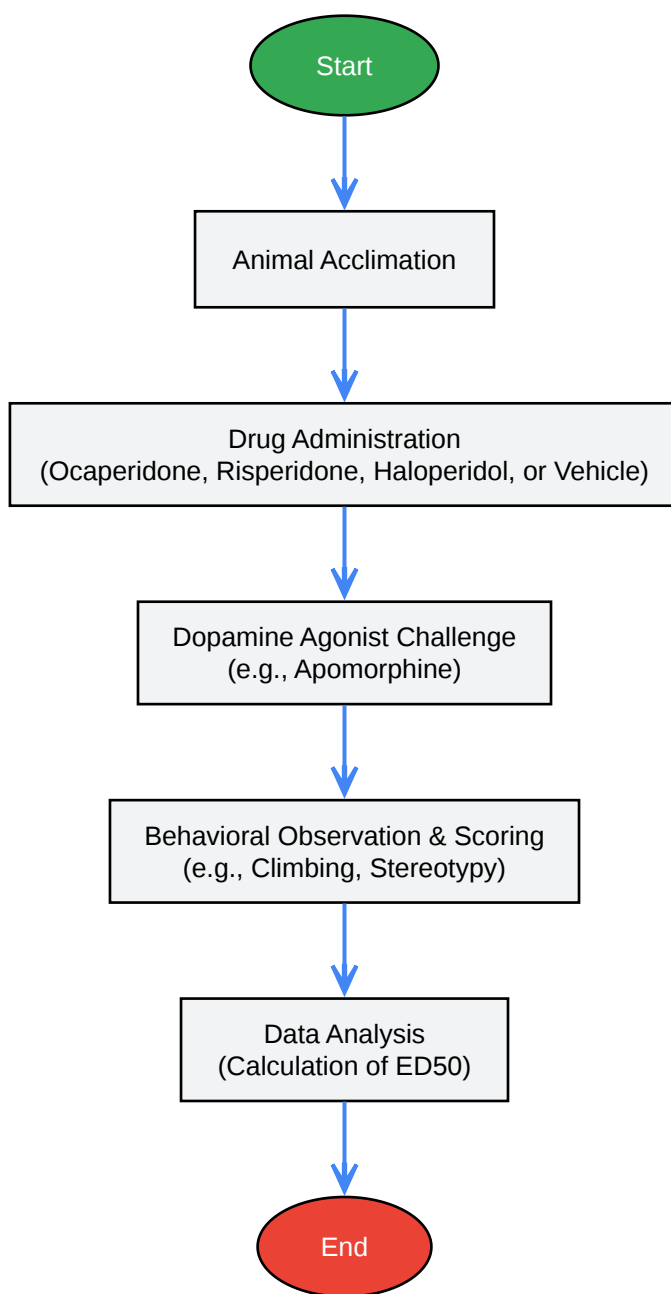 Start
Animal Acclimation
Drug Administration
(Ocaperidone, Risperidone, Haloperidol, or Vehicle)
Dopamine Agonist Challenge
(e.g., Apomorphine)
Behavioral Observation & Scoring
(e.g., Climbing, Stereotypy)
Data Analysis
(Calculation of ED50)
End